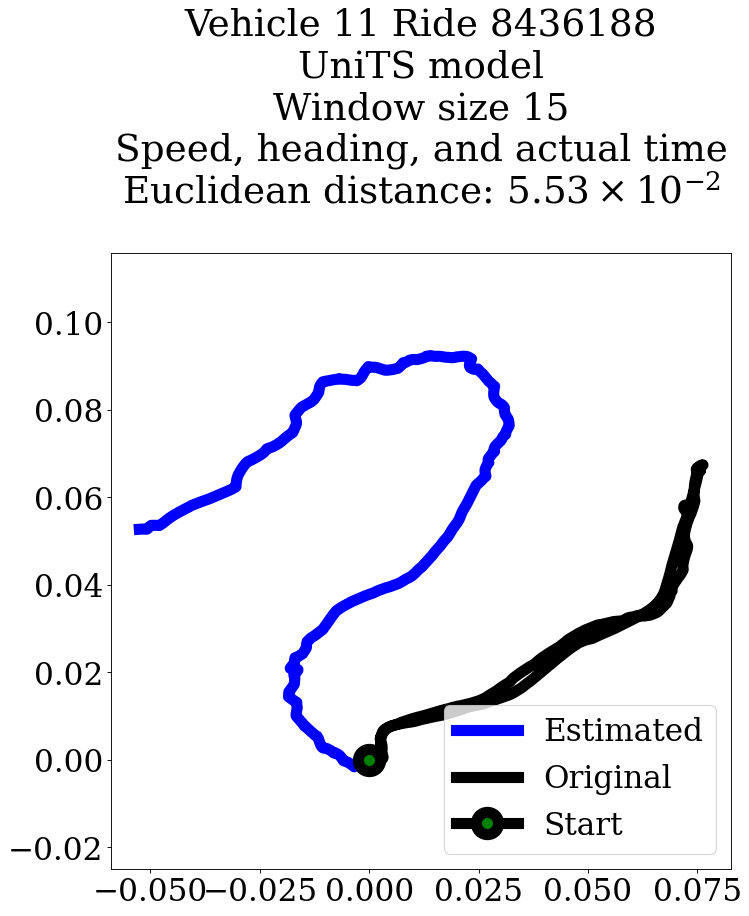 Vehicle 11 Ride 8436188
UniTS model
Window size 15
Speed, heading, and actual time
Euclidean distance: 5.53 × 10⁻²
0.10
0.08
0.06
0.04
0.02
0.00
−0.02
Estimated
Original
Start
−0.050 −0.025 0.000 0.025 0.050 0.075